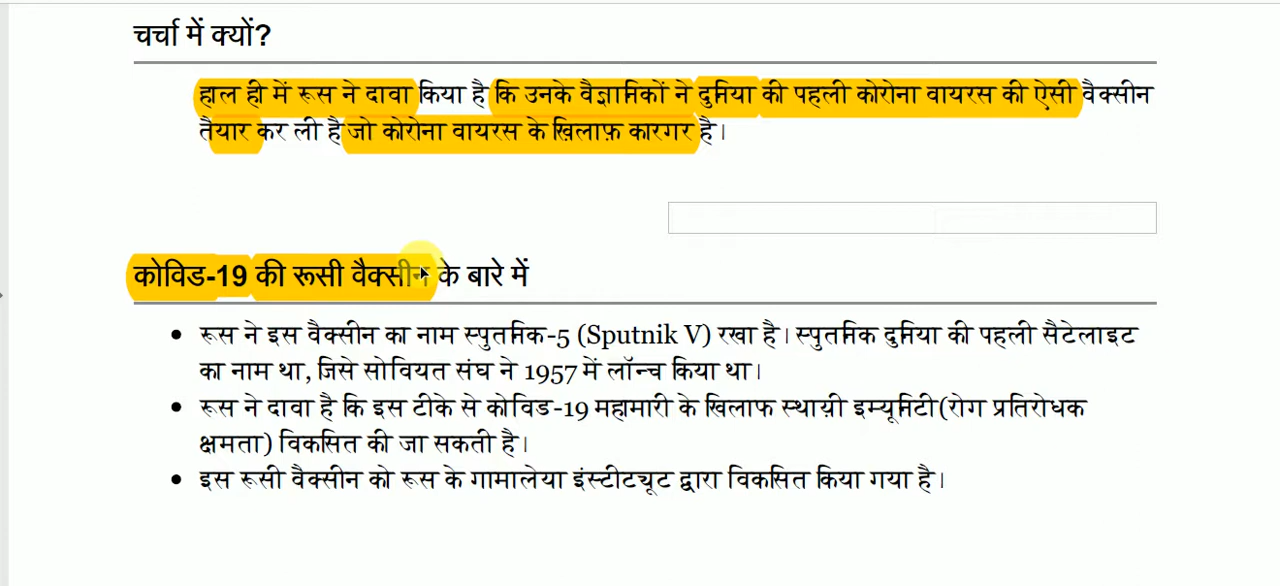 चर्चा में क्यों?
हाल ही में रूस ने दावा किया है कि उनके वैज्ञानिकों ने दुनिया की पहली कोरोना वायरस की ऐसी वैक्सीन
तैयार कर ली है जो कोरोना वायरस के खिलाफ़ कारगर है।
कोविड-19 की रूसी वैक्सीन के बारे में
• रूस ने इस वैक्सीन का नाम स्पुतनिक-5 (Sputnik V) रखा है। स्पुतनिक दुनिया की पहली सैटेलाइट
का नाम था, जिसे सोवियत संघ ने 1957 में लॉन्च किया था।
• रूस ने दावा है कि इस टीके से कोविड-19 महामारी के खिलाफ स्थायी इम्यूनिटी(रोग प्रतिरोधक
क्षमता) विकसित की जा सकती है।
• इस रूसी वैक्सीन को रूस के गामालेया इंस्टीटच्यूट द्वारा विकसित किया गया है।